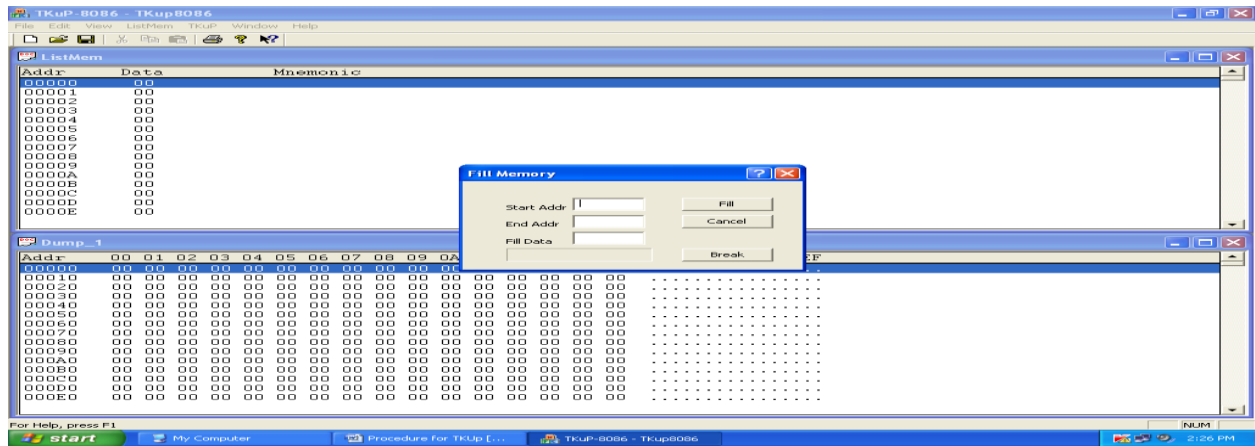 TKuP-8086 - TKup8086
File Edit View ListMem TKuP Window Help
ListMem
Addr Data Mnemonic
00000 00
00001 00
00002 00
00003 00
00004 00
00005 00
00006 00
00007 00
00008 00
00009 00
0000A 00
0000B 00
0000C 00
0000D 00
0000E 00
Fill Memory
Start Addr
Fill
End Addr
Cancel
Fill Data
Break
Dump_1
Addr 00 01 02 03 04 05 06 07 08 09 0A EF
00000 00 00 00 00 00 00 00 00 00 00 00
00010 00 00 00 00 00 00 00 00 00 00 00 00 00 00 00 00 ................
00020 00 00 00 00 00 00 00 00 00 00 00 00 00 00 00 00 ................
00030 00 00 00 00 00 00 00 00 00 00 00 00 00 00 00 00 ................
00040 00 00 00 00 00 00 00 00 00 00 00 00 00 00 00 00 ................
00050 00 00 00 00 00 00 00 00 00 00 00 00 00 00 00 00 ................
00060 00 00 00 00 00 00 00 00 00 00 00 00 00 00 00 00 ................
00070 00 00 00 00 00 00 00 00 00 00 00 00 00 00 00 00 ................
00080 00 00 00 00 00 00 00 00 00 00 00 00 00 00 00 00 ................
00090 00 00 00 00 00 00 00 00 00 00 00 00 00 00 00 00 ................
000A0 00 00 00 00 00 00 00 00 00 00 00 00 00 00 00 00 ................
000B0 00 00 00 00 00 00 00 00 00 00 00 00 00 00 00 00 ................
000C0 00 00 00 00 00 00 00 00 00 00 00 00 00 00 00 00 ................
000D0 00 00 00 00 00 00 00 00 00 00 00 00 00 00 00 00 ................
000E0 00 00 00 00 00 00 00 00 00 00 00 00 00 00 00 00 ................
For Help, press F1
NUM
start My Computer Procedure for TKUp [... TKuP-8086 - TKup8086 2:26 PM